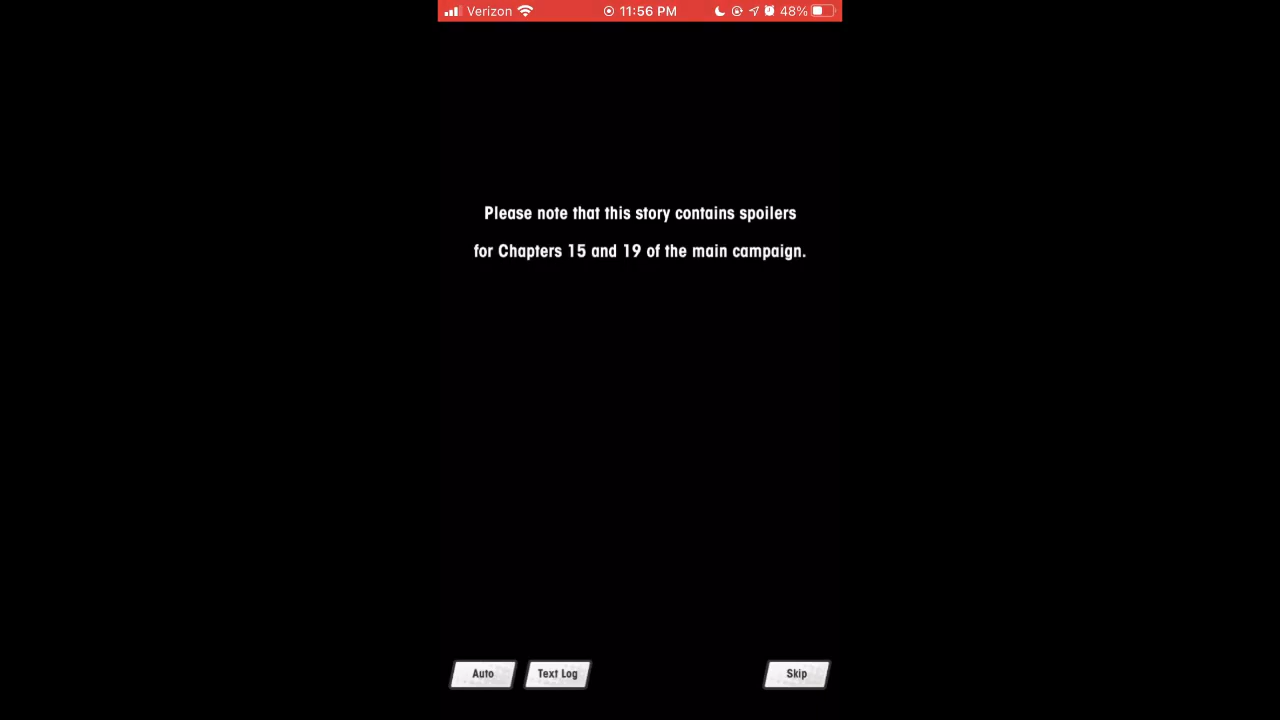 Verizon 11:56 PM 48%
Please note that this story contains spoilers
for Chapters 15 and 19 of the main campaign.
Auto Text Log Skip